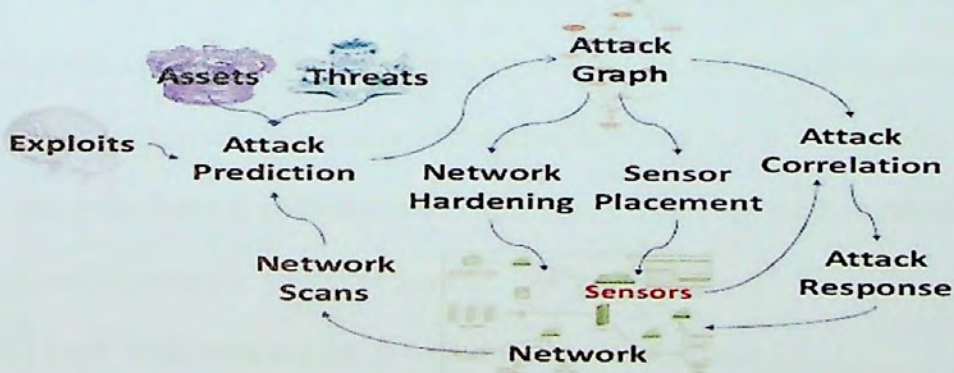 Attack
Graph
Assets
Threats
Exploits
Attack
Prediction
Network
Hardening
Sensor
Placement
Attack
Correlation
Network
Scans
Sensors
Attack
Response
Network